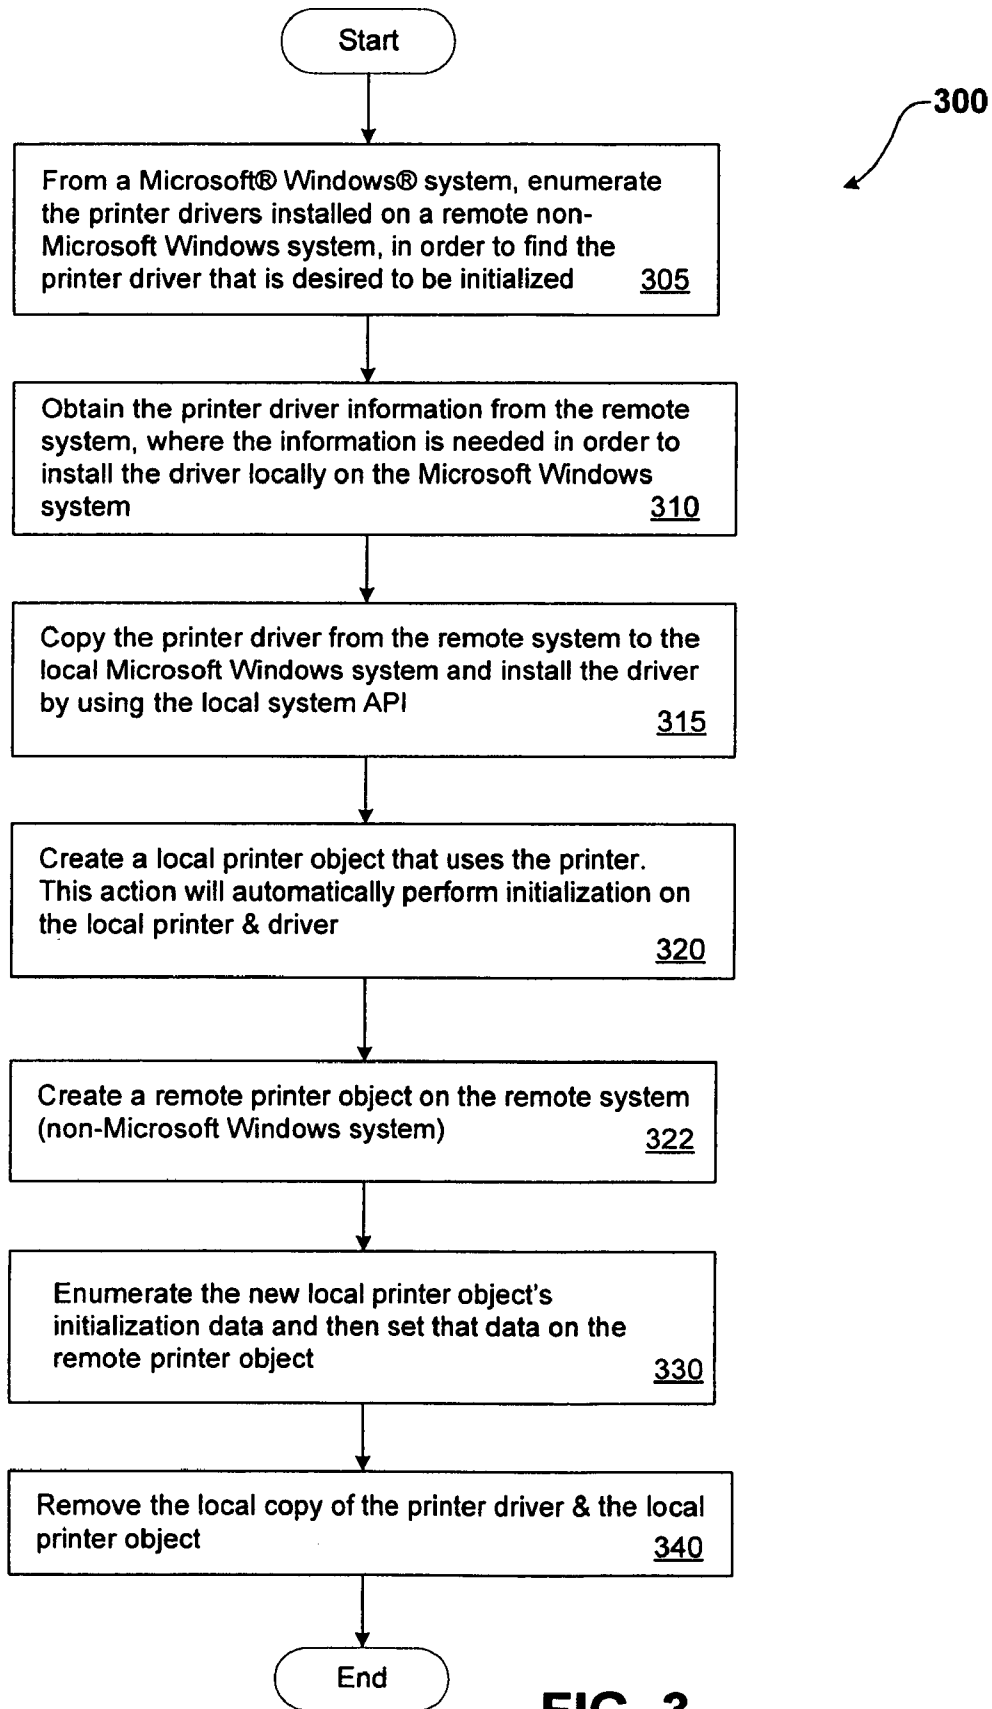 Start
300
From a Microsoft® Windows® system, enumerate
the printer drivers installed on a remote non-
Microsoft Windows system, in order to find the
printer driver that is desired to be initialized
305
Obtain the printer driver information from the remote
system, where the information is needed in order to
install the driver locally on the Microsoft Windows
system
310
Copy the printer driver from the remote system to the
local Microsoft Windows system and install the driver
by using the local system API
315
Create a local printer object that uses the printer.
This action will automatically perform initialization on
the local printer & driver
320
Create a remote printer object on the remote system
(non-Microsoft Windows system)
322
Enumerate the new local printer object's
initialization data and then set that data on the
remote printer object
330
Remove the local copy of the printer driver & the local
printer object
340
End
FIG. 3